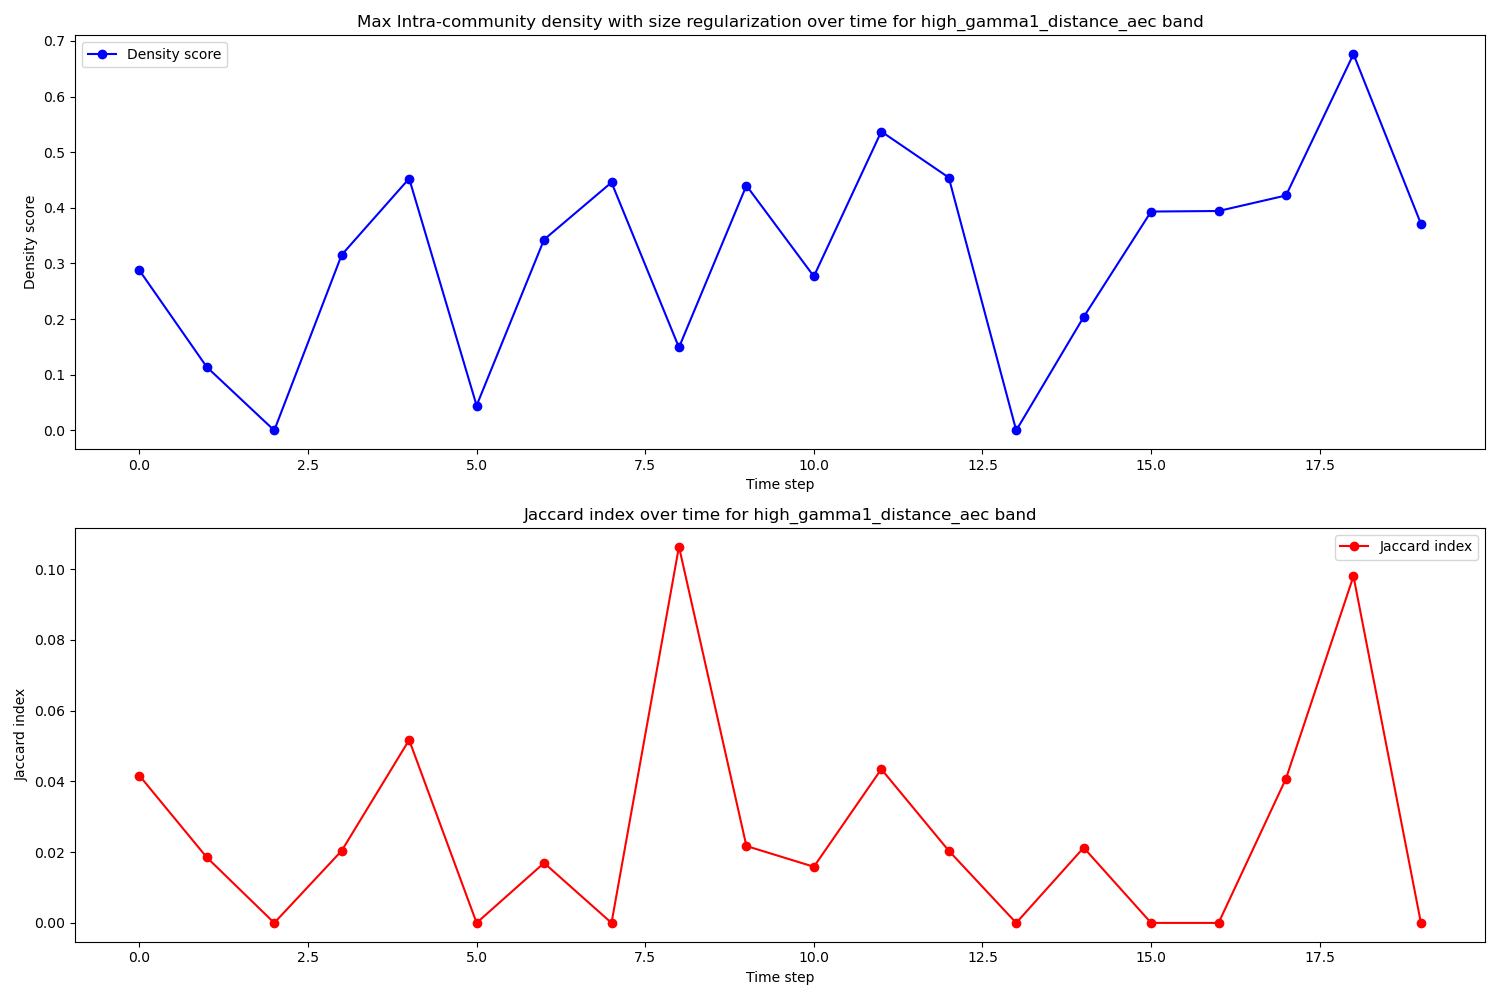 Max Intra-community density with size regularization over time for high_gamma1_distance_aec band
Density score
0.7
0.6
0.5
0.4
0.3
0.2
0.1
0.0
Density score
0.0 2.5 5.0 7.5 10.0 12.5 15.0 17.5
Time step
Jaccard index over time for high_gamma1_distance_aec band
Jaccard index
0.10
0.08
0.06
0.04
0.02
0.00
Jaccard index
0.0 2.5 5.0 7.5 10.0 12.5 15.0 17.5
Time step